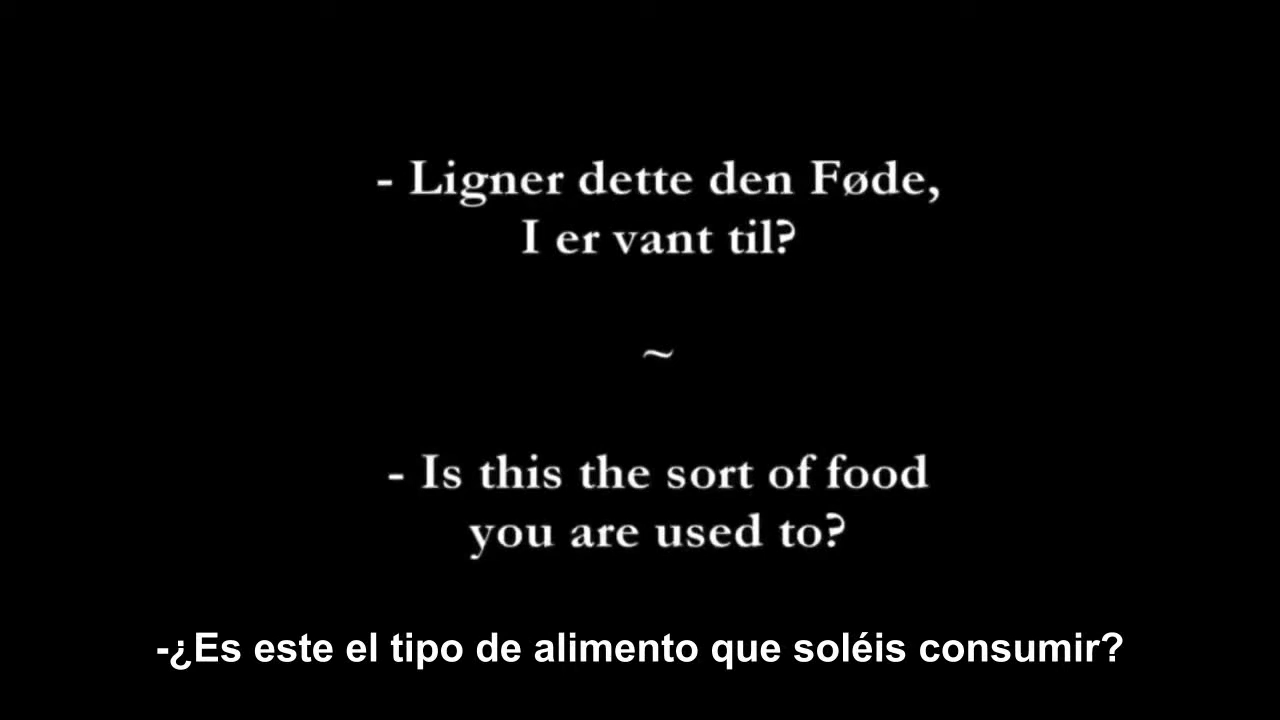 - Ligner dette den Føde,
I er vant til?
~
- Is this the sort of food
you are used to?
-¿Es este el tipo de alimento que soléis consumir?